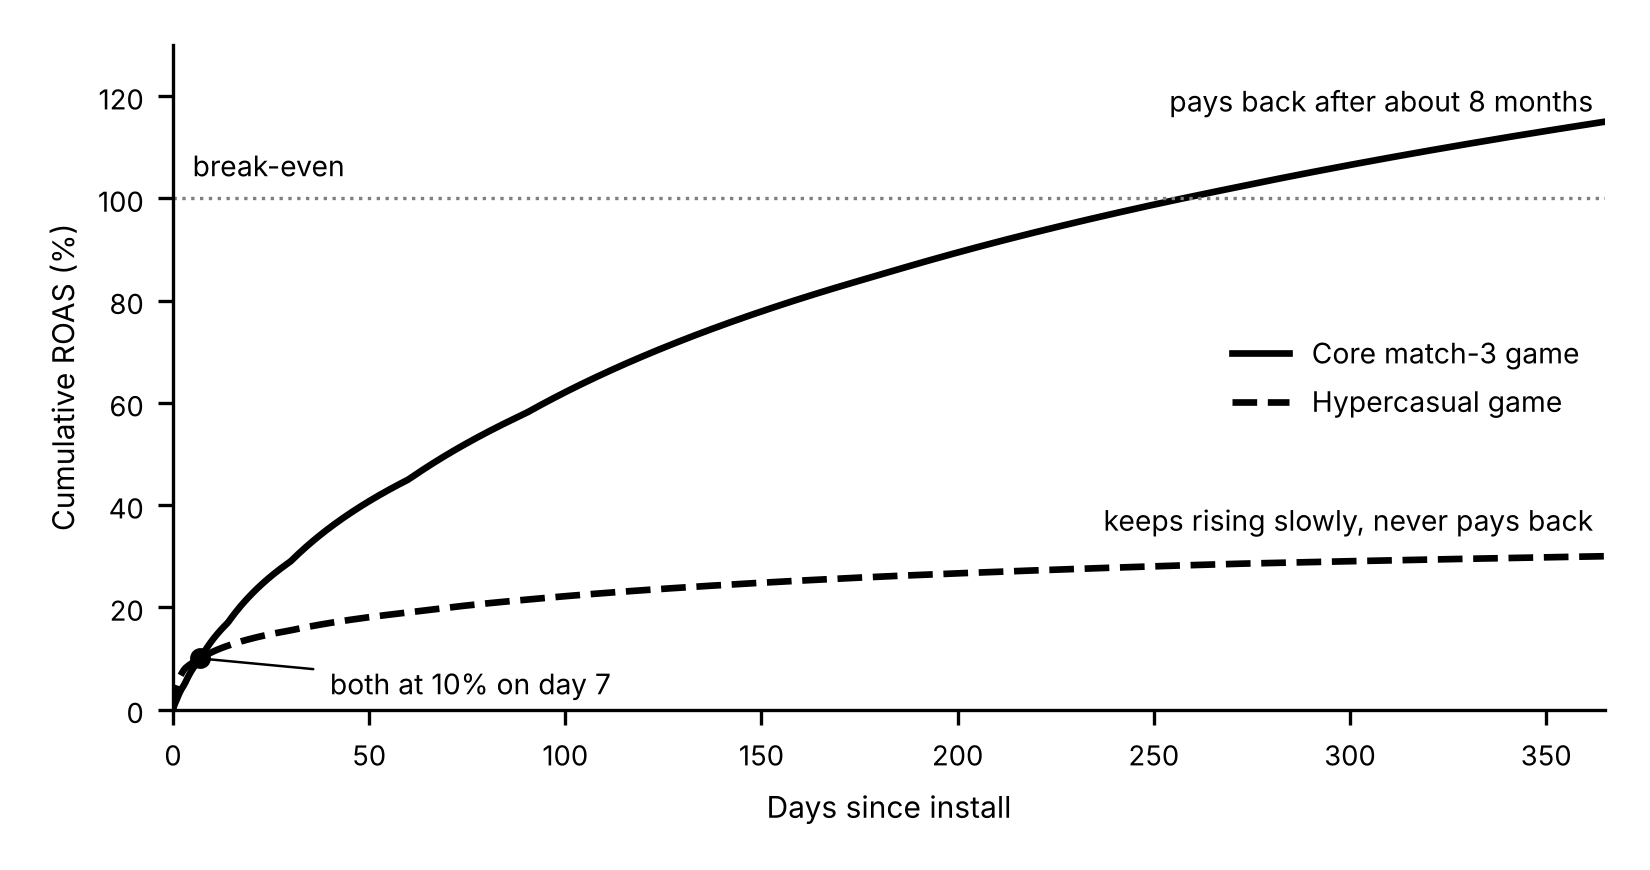 120
100
80
60
40
20
0
Cumulative ROAS (%)
pays back after about 8 months
break-even
Core match-3 game
Hypercasual game
keeps rising slowly, never pays back
both at 10% on day 7
0 50 100 150 200 250 300 350
Days since install